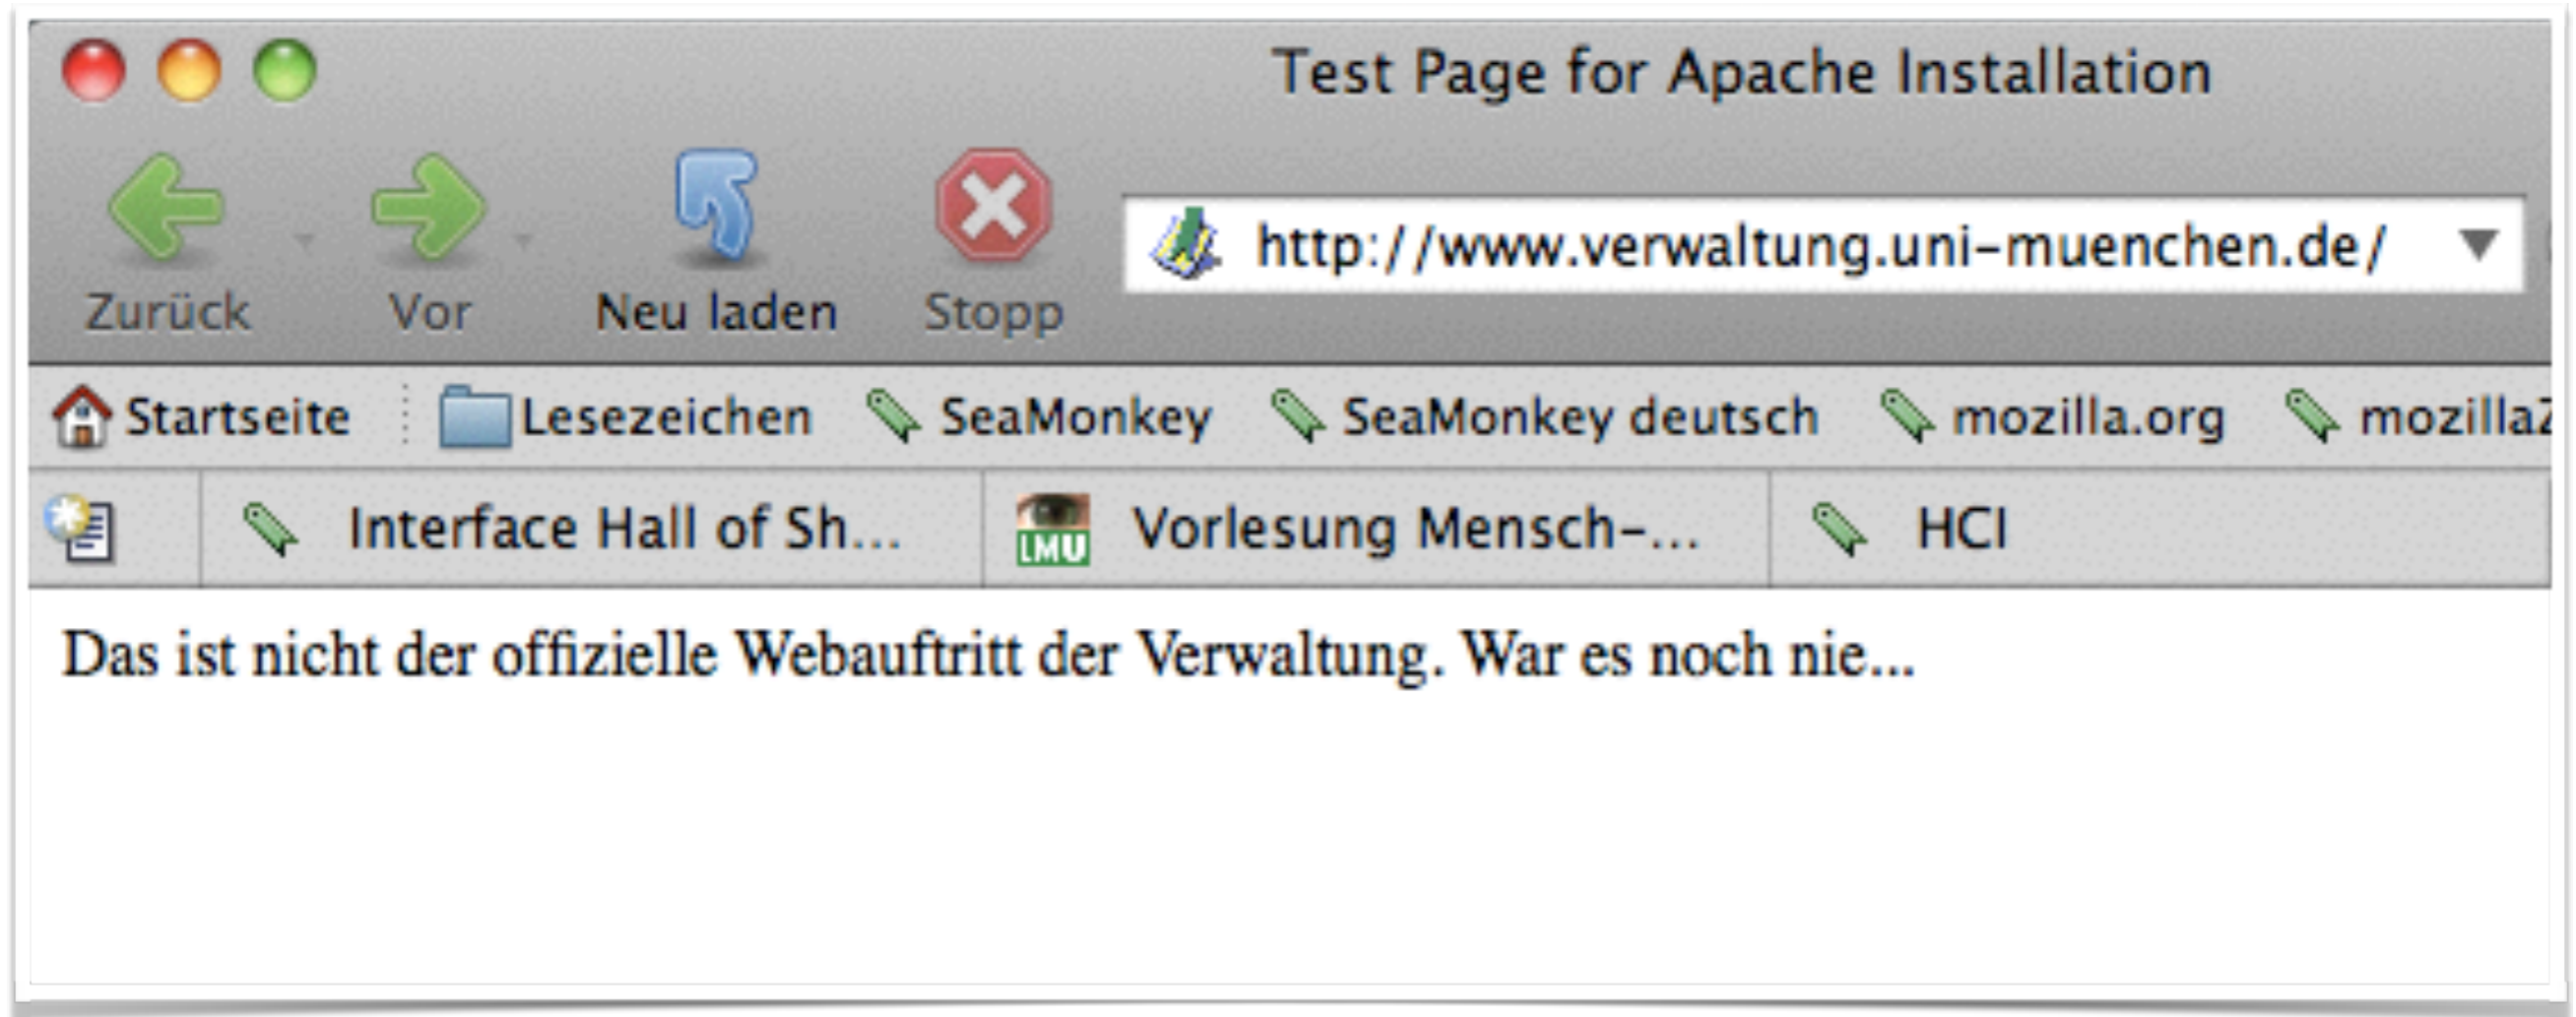 Test Page for Apache Installation
http://www.verwaltung.uni-muenchen.de/
Zurück Vor Neu laden Stopp
Startseite Lesezeichen SeaMonkey SeaMonkey deutsch mozilla.org mozillaZ
Interface Hall of Sh... LMU Vorlesung Mensch-... HCI
Das ist nicht der offizielle Webauftritt der Verwaltung. War es noch nie...